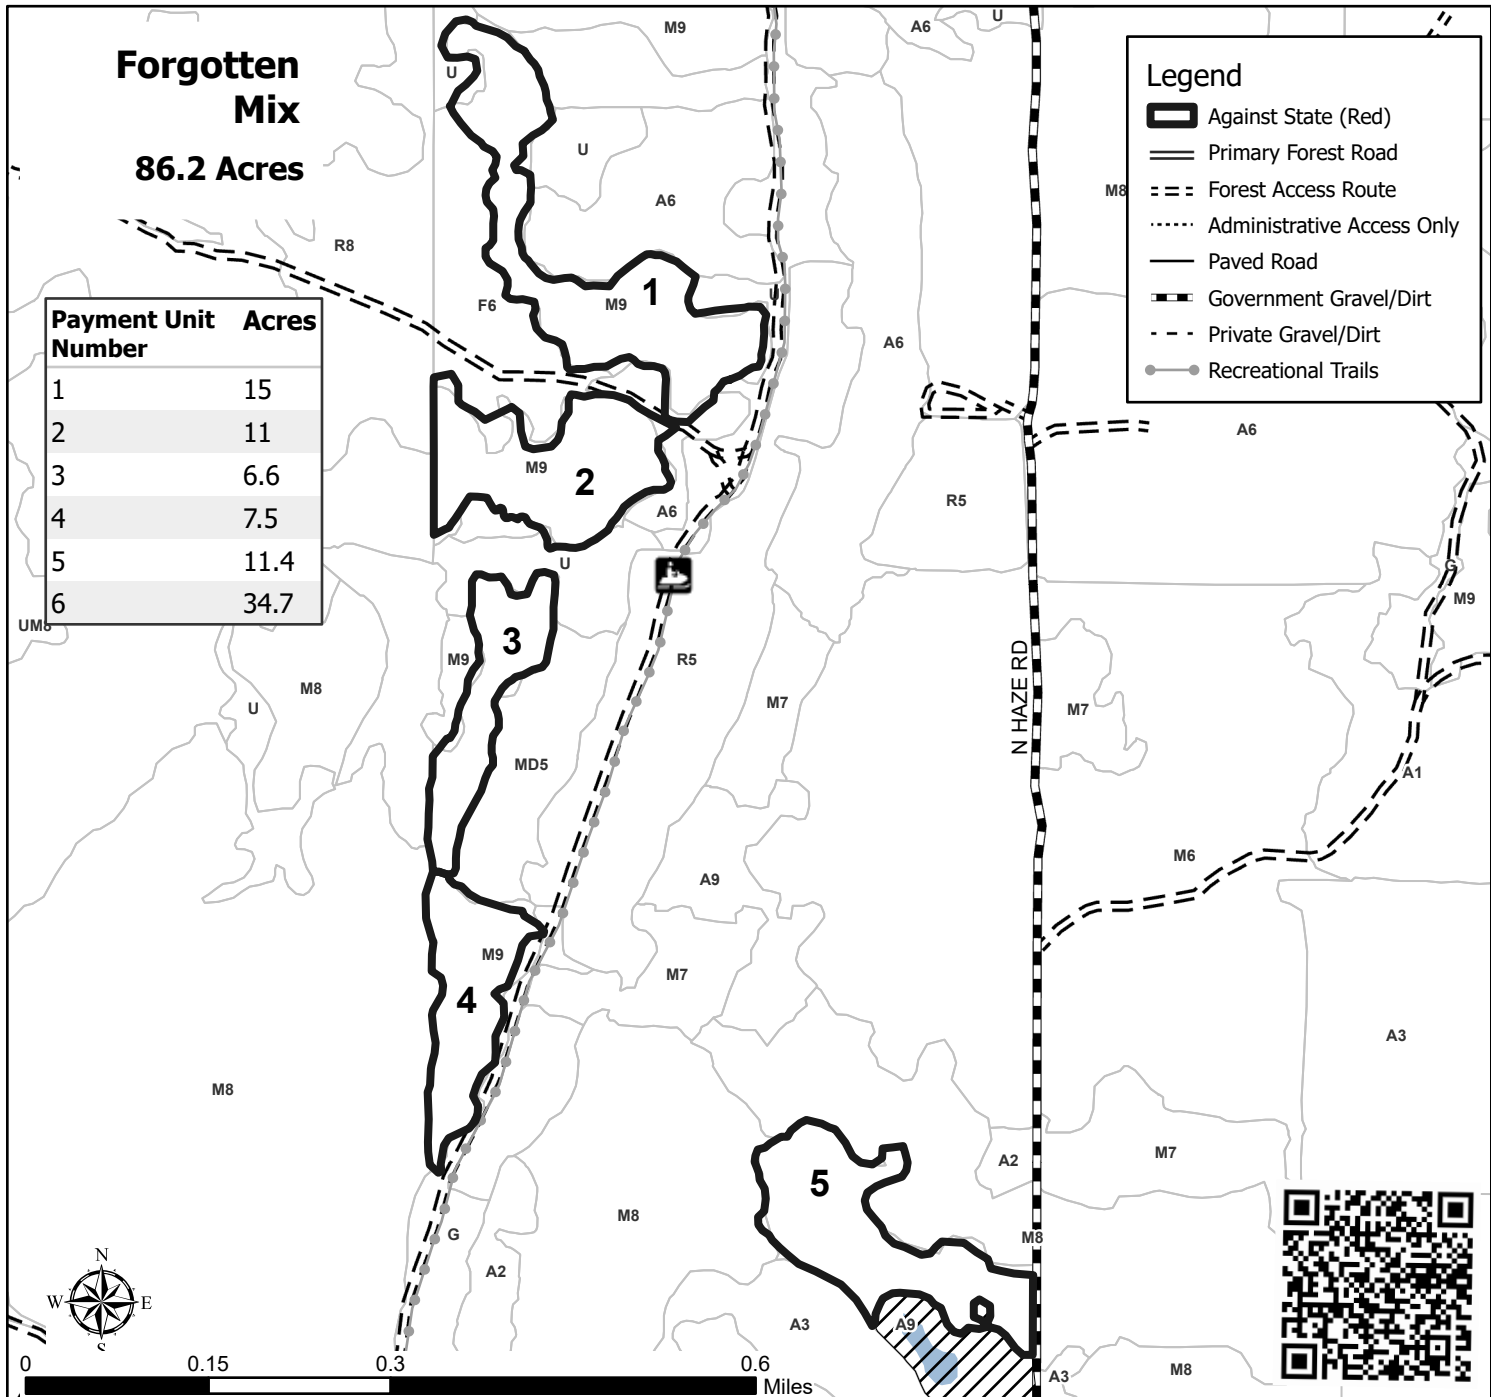 Forgotten
Mix
86.2 Acres
Payment Unit Number Acres
1 15
2 11
3 6.6
4 7.5
5 11.4
6 34.7
Legend
Against State (Red)
Primary Forest Road
Forest Access Route
Administrative Access Only
Paved Road
Government Gravel/Dirt
Private Gravel/Dirt
Recreational Trails
M9
A6
U
U
U
A6
M8
R8
F6
M9
1
A6
A6
M9
2
A6
R5
U
G
M9
UM8
M9
3
R5
M8
U
M7
N HAZE RD
M7
MD5
A1
M6
A9
M9
M7
4
A3
M8
A2
M7
5
M8
M8
G
A2
A3
A9
A3
M8
N
W
E
S
0 0.15 0.3 0.6
Miles